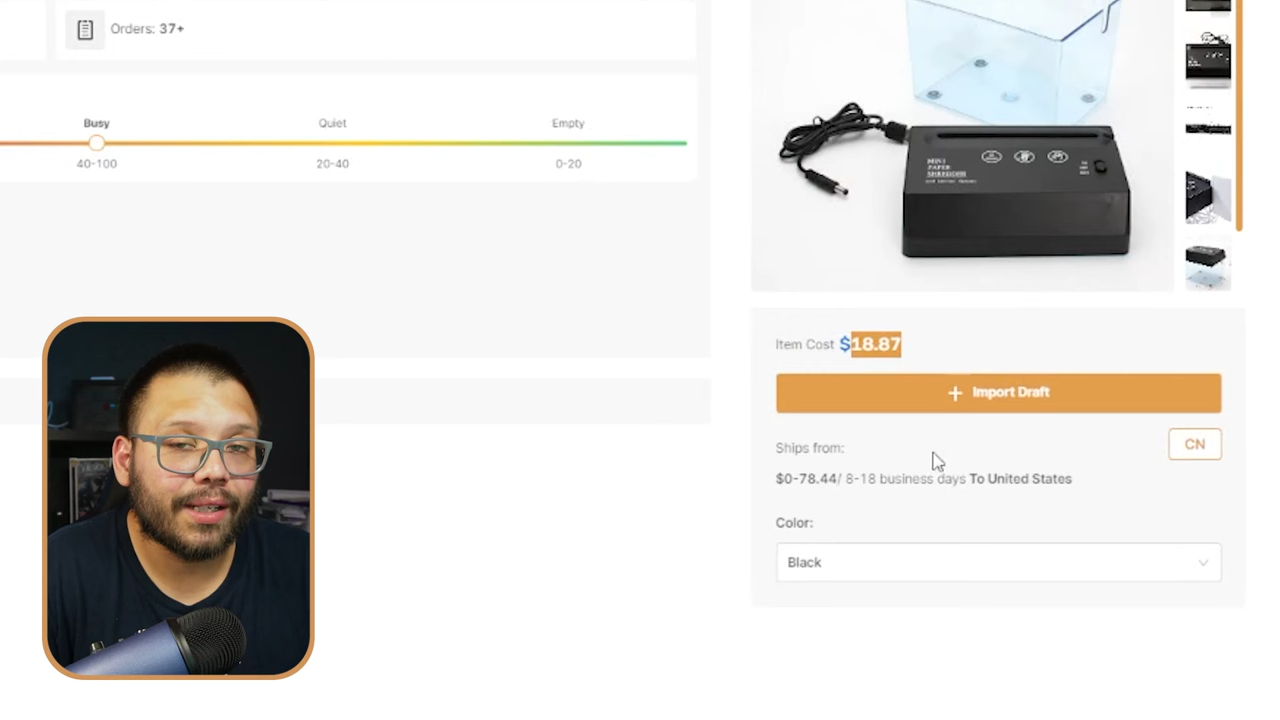 Orders: 37+
Busy
Quiet
Empty
40-100
20-40
0-20
MINI
PAPER
SHREDDER
Item Cost $18.87
+ Import Draft
Ships from:
CN
$0-78.44/ 8-18 business days To United States
Color:
Black